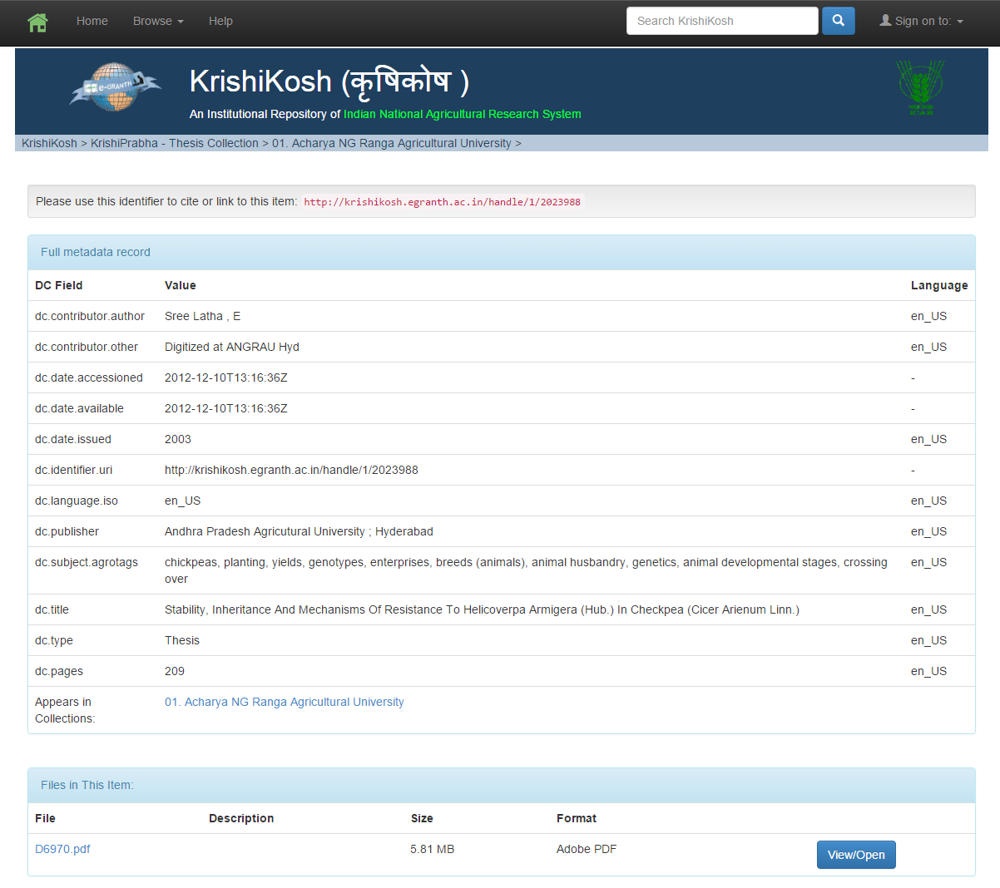 Home Browse Help Search KrishiKosh Sign on to:
e-GRANTH
KrishiKosh (कृषिकोष )
An Institutional Repository of Indian National Agricultural Research System
KrishiKosh > KrishiPrabha - Thesis Collection > 01. Acharya NG Ranga Agricultural University >
Please use this identifier to cite or link to this item: http://krishikosh.egranth.ac.in/handle/1/2023988
Full metadata record
DC Field Value Language
dc.contributor.author Sree Latha , E en_US
dc.contributor.other Digitized at ANGRAU Hyd en_US
dc.date.accessioned 2012-12-10T13:16:36Z -
dc.date.available 2012-12-10T13:16:36Z -
dc.date.issued 2003 en_US
dc.identifier.uri http://krishikosh.egranth.ac.in/handle/1/2023988 -
dc.language.iso en_US en_US
dc.publisher Andhra Pradesh Agricutural University ; Hyderabad en_US
dc.subject.agrotags chickpeas, planting, yields, genotypes, enterprises, breeds (animals), animal husbandry, genetics, animal developmental stages, crossing en_US
over
dc.title Stability, Inheritance And Mechanisms Of Resistance To Helicoverpa Armigera (Hub.) In Checkpea (Cicer Arienum Linn.) en_US
dc.type Thesis en_US
dc.pages 209 en_US
Appears in 01. Acharya NG Ranga Agricultural University
Collections:
Files in This Item:
File Description Size Format
D6970.pdf 5.81 MB Adobe PDF View/Open